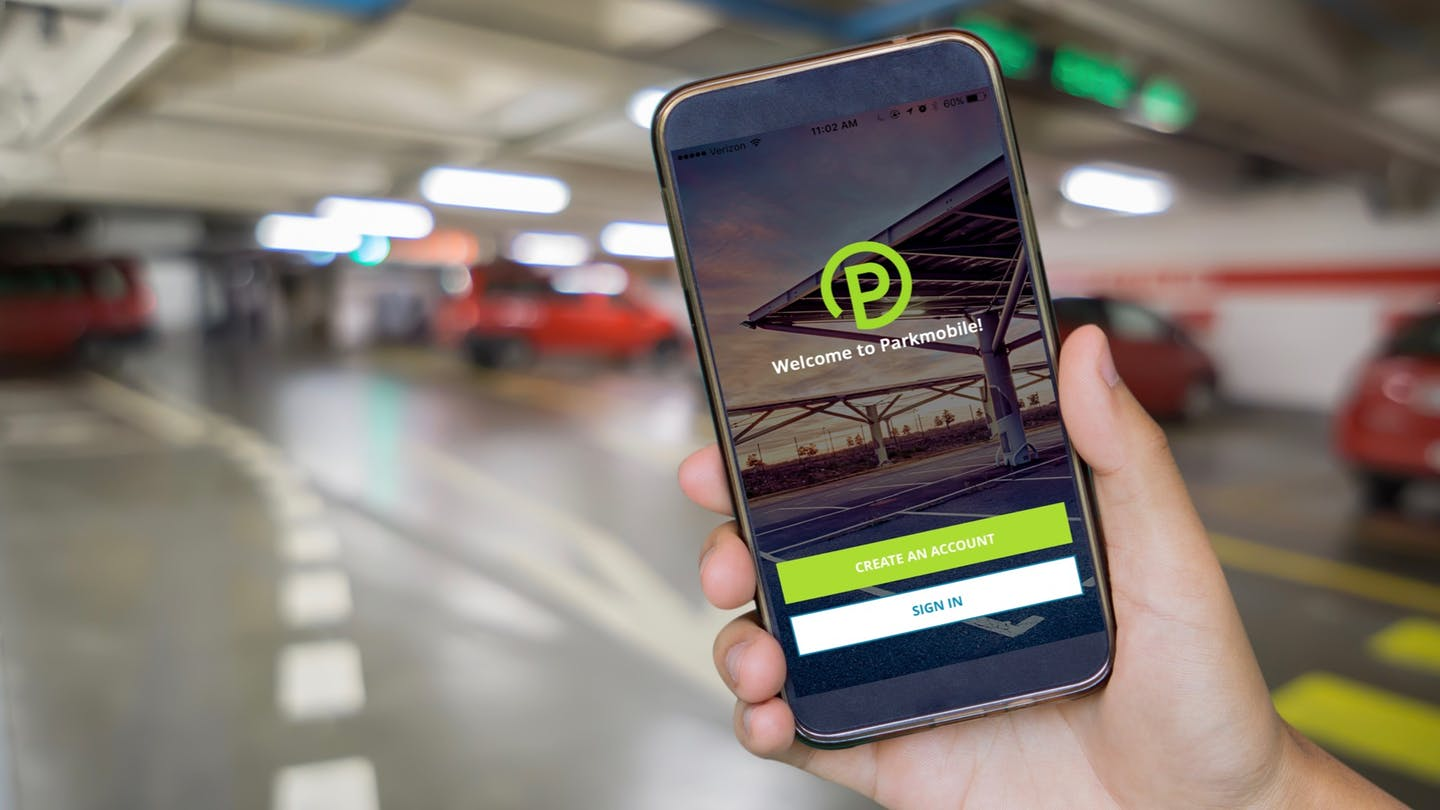 ●●●●● Verizon 11:02 AM 60%
P
Welcome to Parkmobile!
CREATE AN ACCOUNT
SIGN IN